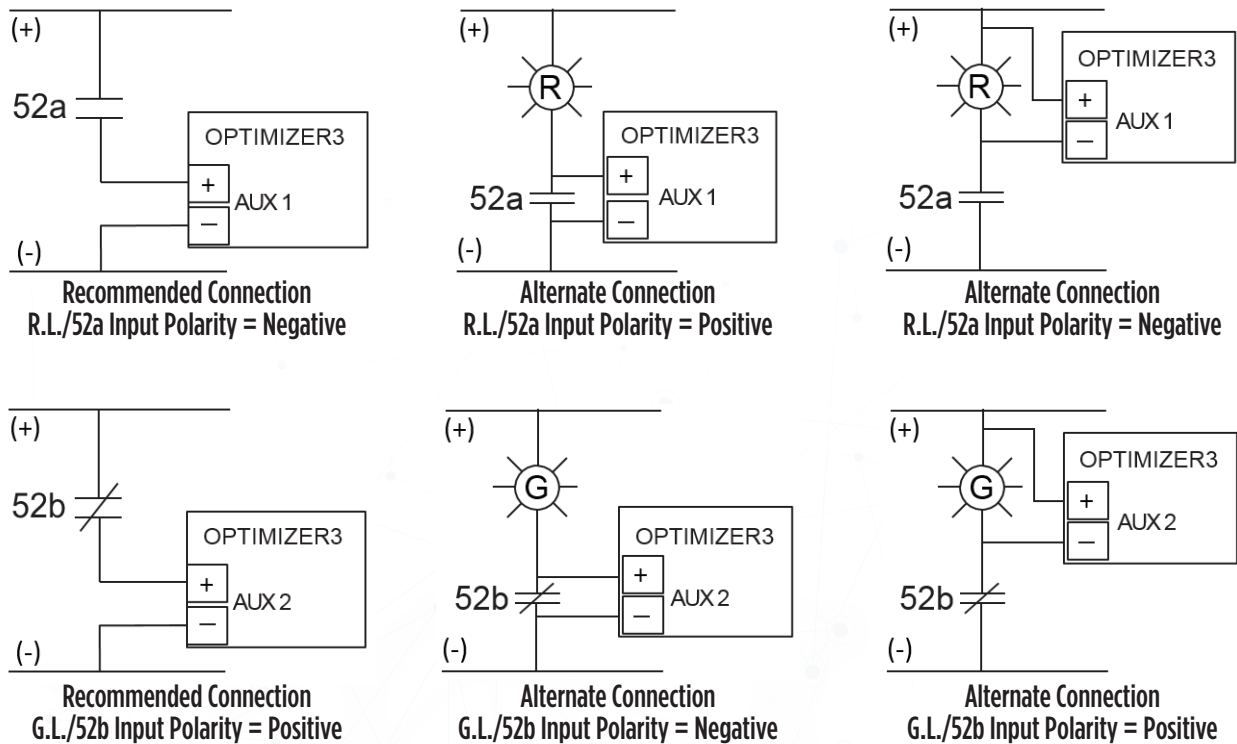 (+)
52a
OPTIMIZER3
+
AUX 1
−
(-)
Recommended Connection
R.L./52a Input Polarity = Negative
(+)
R
OPTIMIZER3
+
52a
AUX 1
−
(-)
Alternate Connection
R.L./52a Input Polarity = Positive
(+)
R
OPTIMIZER3
+
AUX 1
−
52a
(-)
Alternate Connection
R.L./52a Input Polarity = Negative
(+)
52b
OPTIMIZER3
+
AUX 2
−
(-)
Recommended Connection
G.L./52b Input Polarity = Positive
(+)
G
OPTIMIZER3
+
52b
AUX 2
−
(-)
Alternate Connection
G.L./52b Input Polarity = Negative
(+)
G
OPTIMIZER3
+
AUX 2
−
52b
(-)
Alternate Connection
G.L./52b Input Polarity = Positive